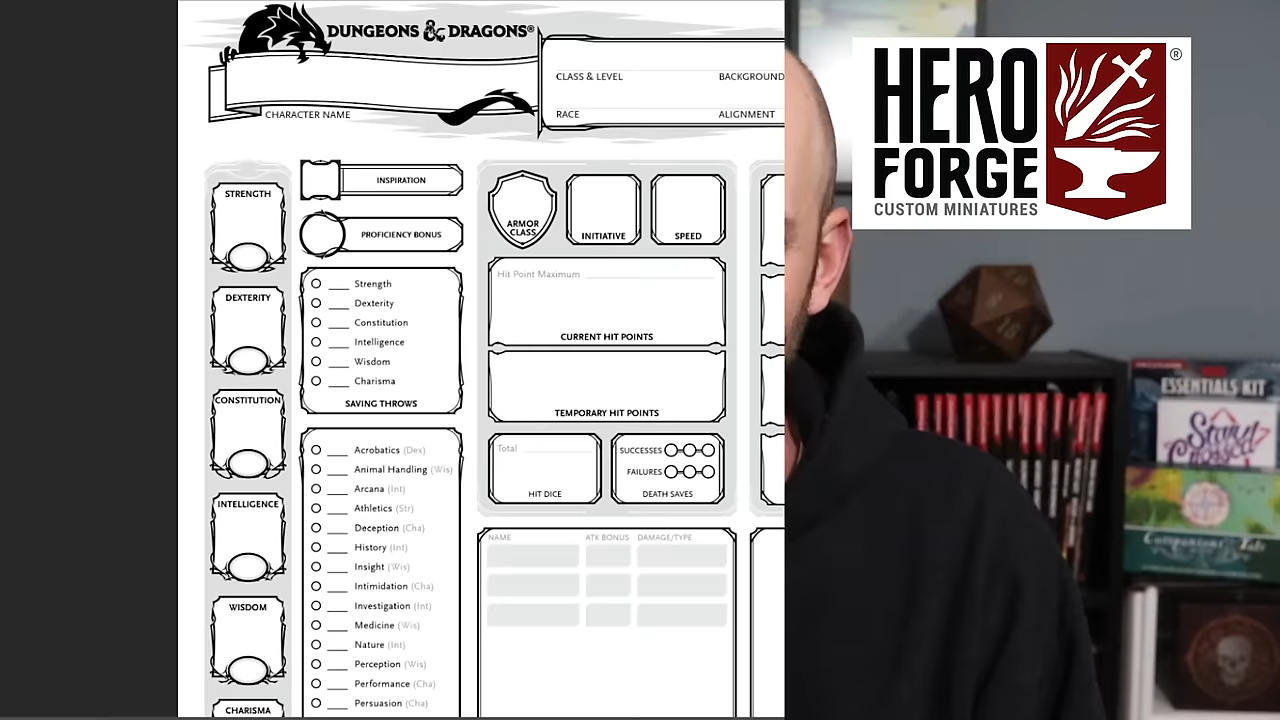 DUNGEONS & DRAGONS®
CHARACTER NAME
CLASS & LEVEL
BACKGROUND
RACE
ALIGNMENT
STRENGTH
DEXTERITY
CONSTITUTION
INTELLIGENCE
WISDOM
CHARISMA
INSPIRATION
PROFICIENCY BONUS
Strength
Dexterity
Constitution
Intelligence
Wisdom
Charisma
SAVING THROWS
Acrobatics (Dex)
Animal Handling (Wis)
Arcana (Int)
Athletics (Str)
Deception (Cha)
History (Int)
Insight (Wis)
Intimidation (Cha)
Investigation (Int)
Medicine (Wis)
Nature (Int)
Perception (Wis)
Performance (Cha)
Persuasion (Cha)
ARMOR
CLASS
INITIATIVE
SPEED
Hit Point Maximum
CURRENT HIT POINTS
TEMPORARY HIT POINTS
Total
HIT DICE
SUCCESSES
FAILURES
DEATH SAVES
NAME
ATK BONUS
DAMAGE/TYPE
HERO
FORGE
®
CUSTOM MINIATURES
ESSENTIALS KIT